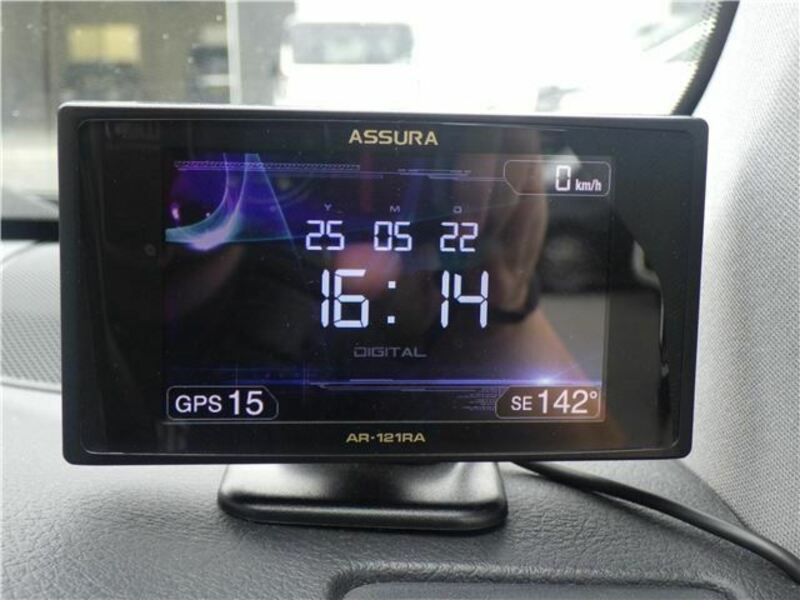 ASSURA
0 km/h
Y M D
25 05 22
16:14
DIGITAL
GPS 15
SE 142°
AR-121RA